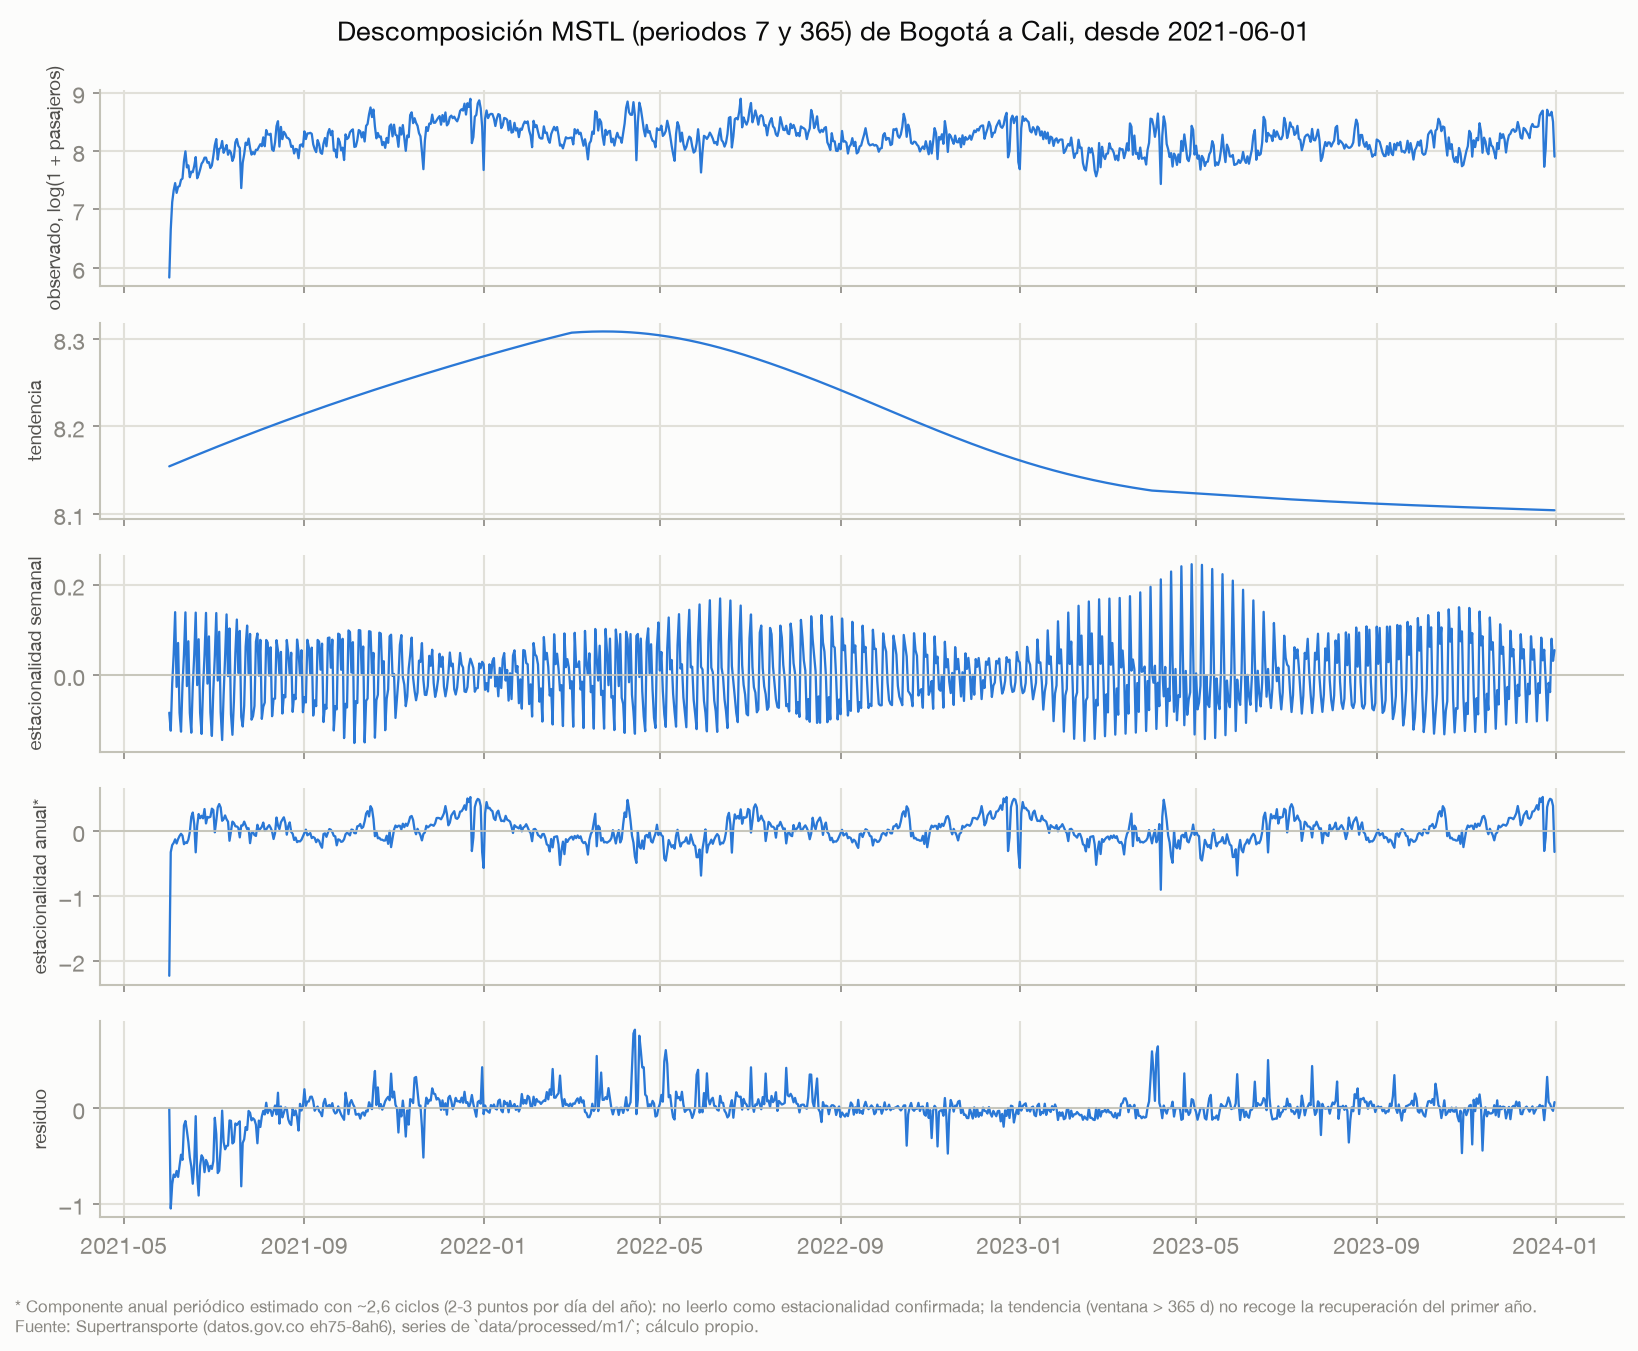 Descomposición MSTL (periodos 7 y 365) de Bogotá a Cali, desde 2021-06-01
observado, log(1 + pasajeros)
9
8
7
6
tendencia
8.3
8.2
8.1
estacionalidad semanal
0.2
0.0
estacionalidad anual*
0
−1
−2
residuo
0
−1
2021-05 2021-09 2022-01 2022-05 2022-09 2023-01 2023-05 2023-09 2024-01
* Componente anual periódico estimado con ~2,6 ciclos (2-3 puntos por día del año): no leerlo como estacionalidad confirmada; la tendencia (ventana > 365 d) no recoge la recuperación del primer año.
Fuente: Supertransporte (datos.gov.co eh75-8ah6), series de `data/processed/m1/`; cálculo propio.